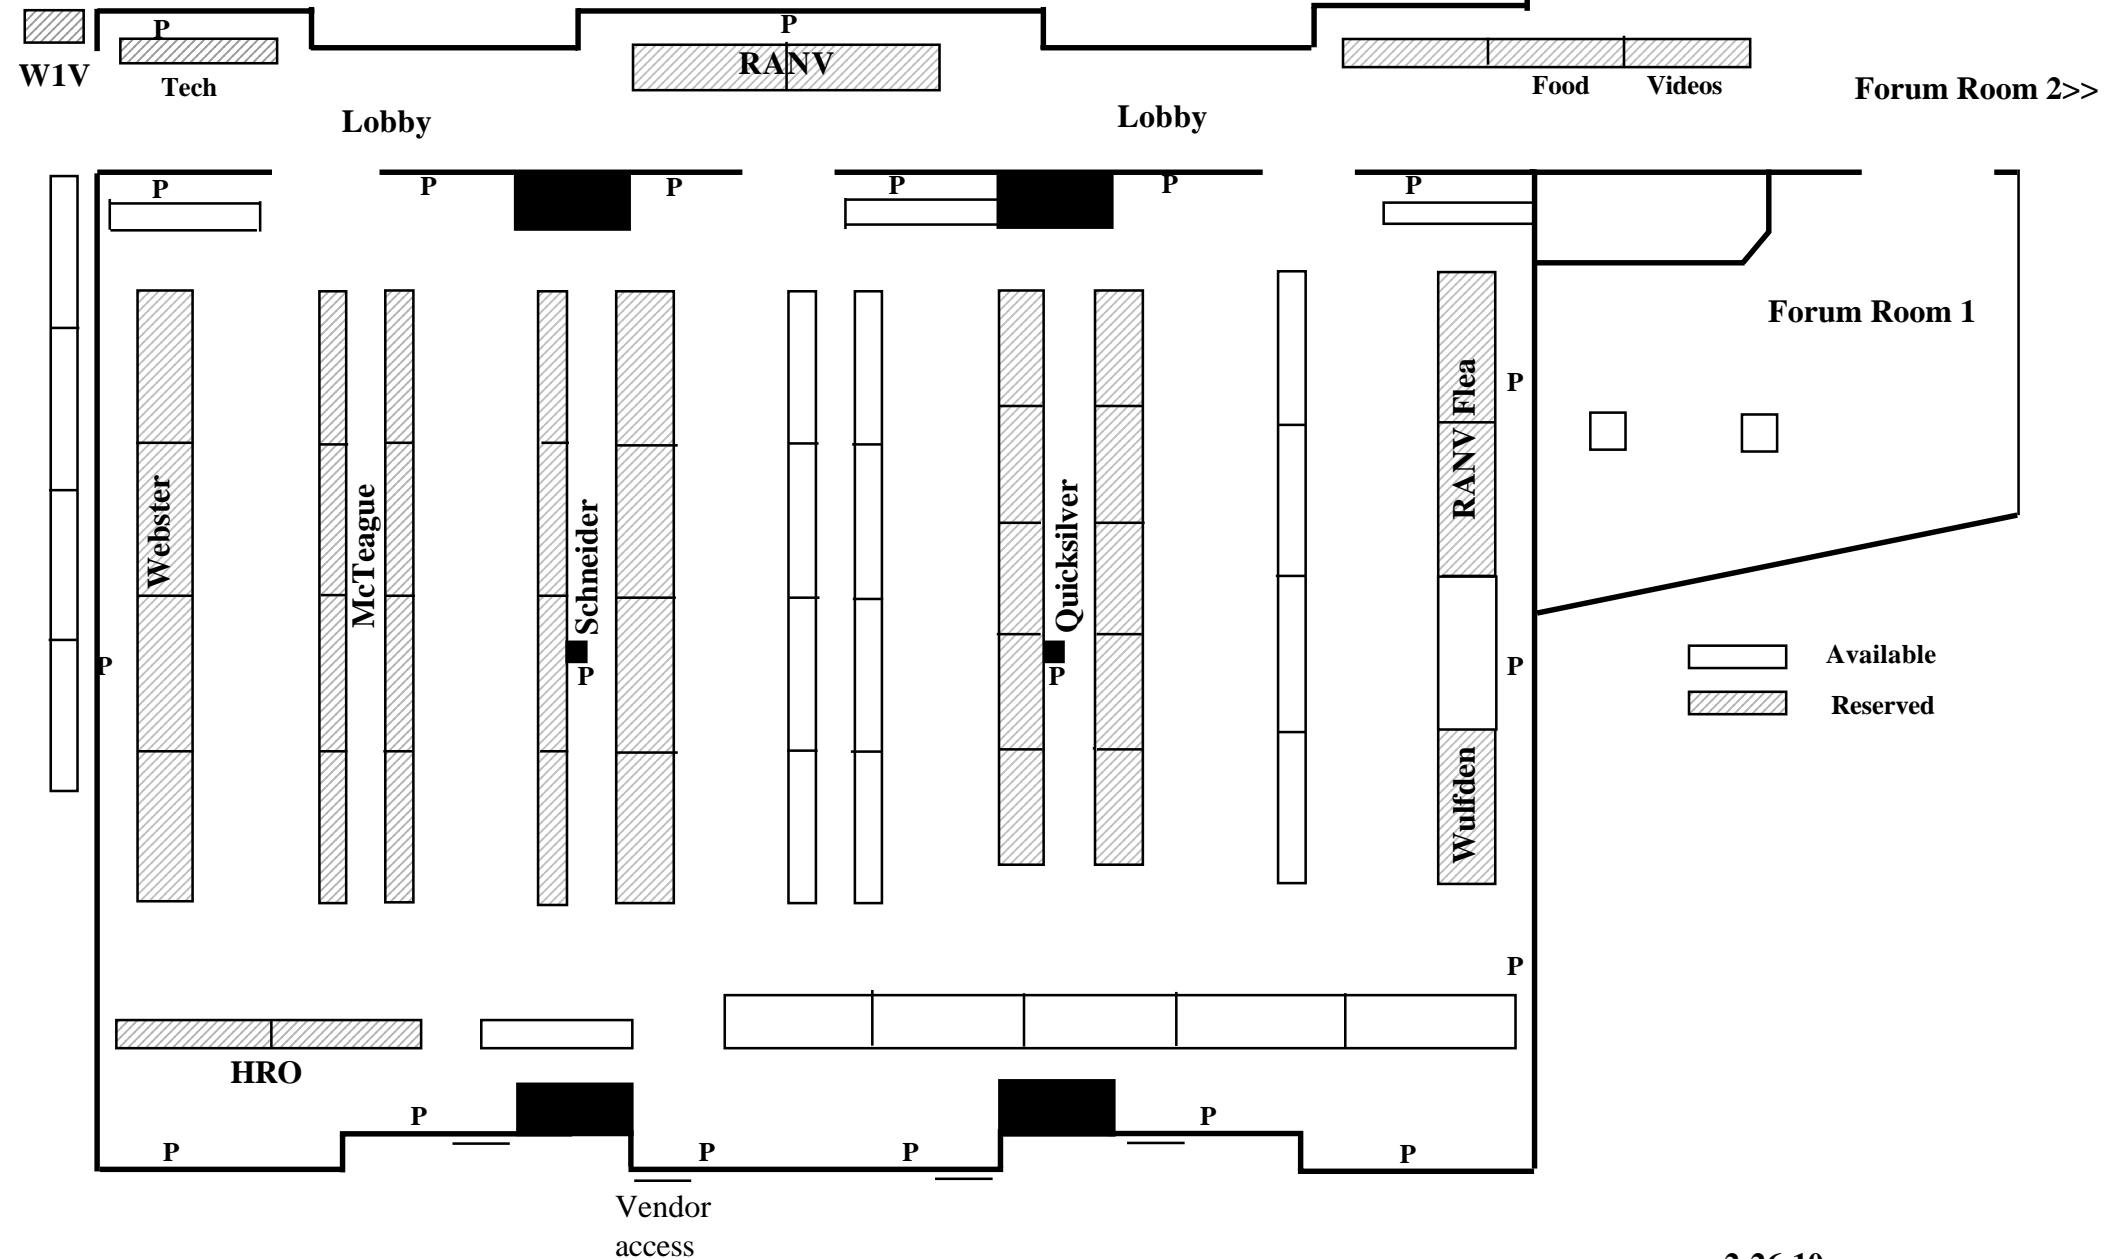 P
P
RANV
W1V
Tech
Food
Videos
Forum Room 2>>
Lobby
Lobby
P
P
P
P
P
P
Forum Room 1
RANV Flea
P
Webster
McTeague
Schneider
Quicksilver
P
P
P
P
Available
Reserved
Wulfden
P
HRO
P
P
P
P
P
P
Vendor
access